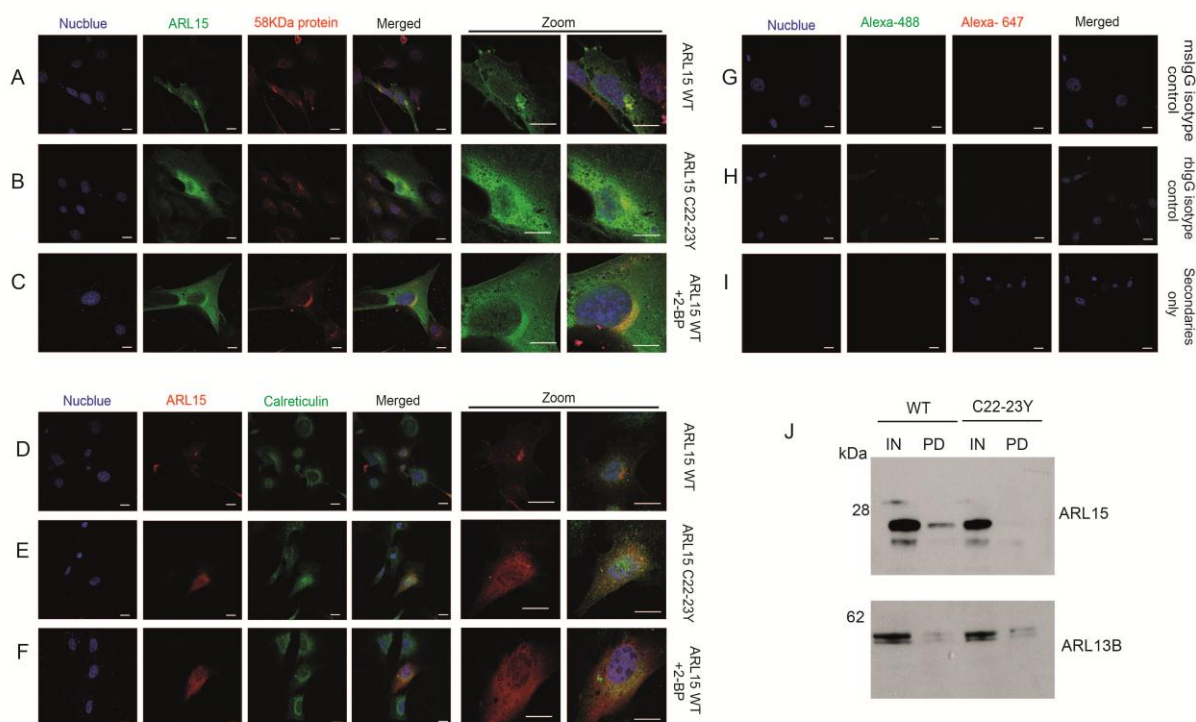 Nucblue ARL15 58KDa protein Merged Zoom
A
ARL15 WT
B
ARL15 C22-23Y
C
ARL15 WT
+2-BP
Nucblue ARL15 Calreticulin Merged Zoom
D
ARL15 WT
E
ARL15 C22-23Y
F
ARL15 WT
+2-BP
Nucblue Alexa-488 Alexa- 647 Merged
G
msIgG isotype
control
H
rbIgG isotype
control
I
Secondaries
only
J
WT C22-23Y
IN PD IN PD
kDa
28
ARL15
62
ARL13B